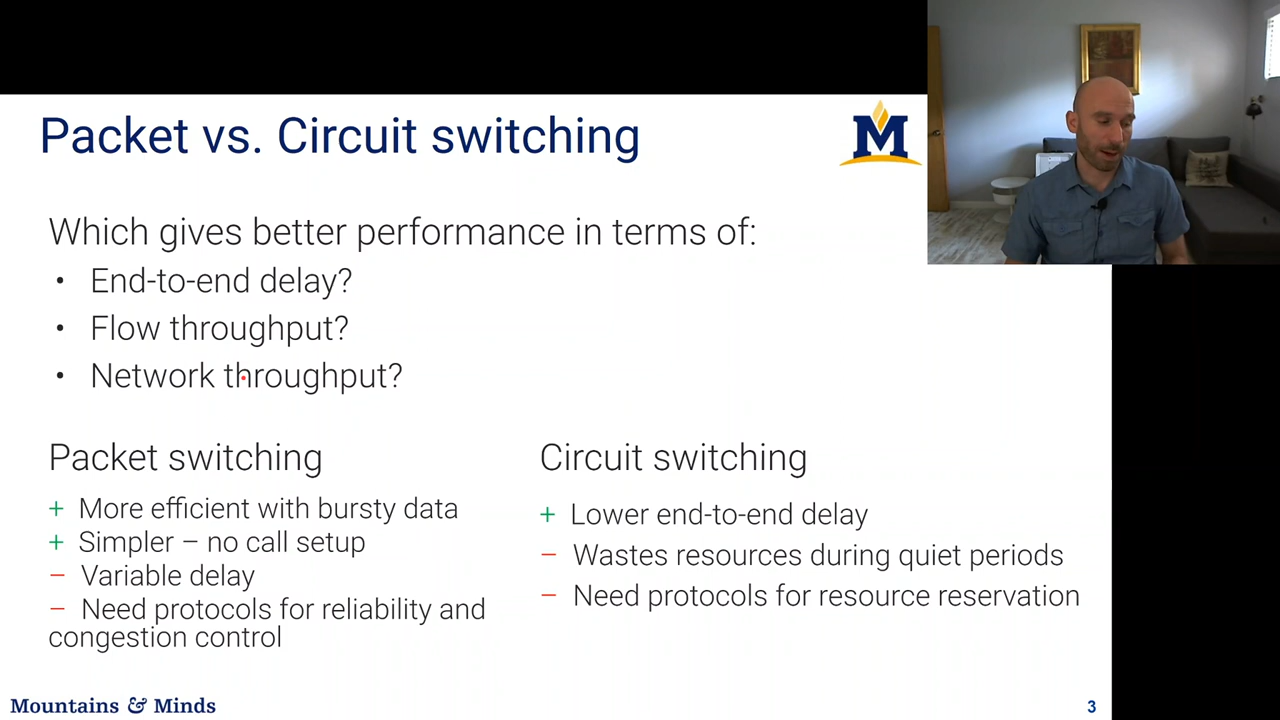 Packet vs. Circuit switching
M
Which gives better performance in terms of:
• End-to-end delay?
• Flow throughput?
• Network throughput?
Packet switching
+ More efficient with bursty data
+ Simpler – no call setup
– Variable delay
– Need protocols for reliability and
congestion control
Circuit switching
+ Lower end-to-end delay
– Wastes resources during quiet periods
– Need protocols for resource reservation
Mountains & Minds
3